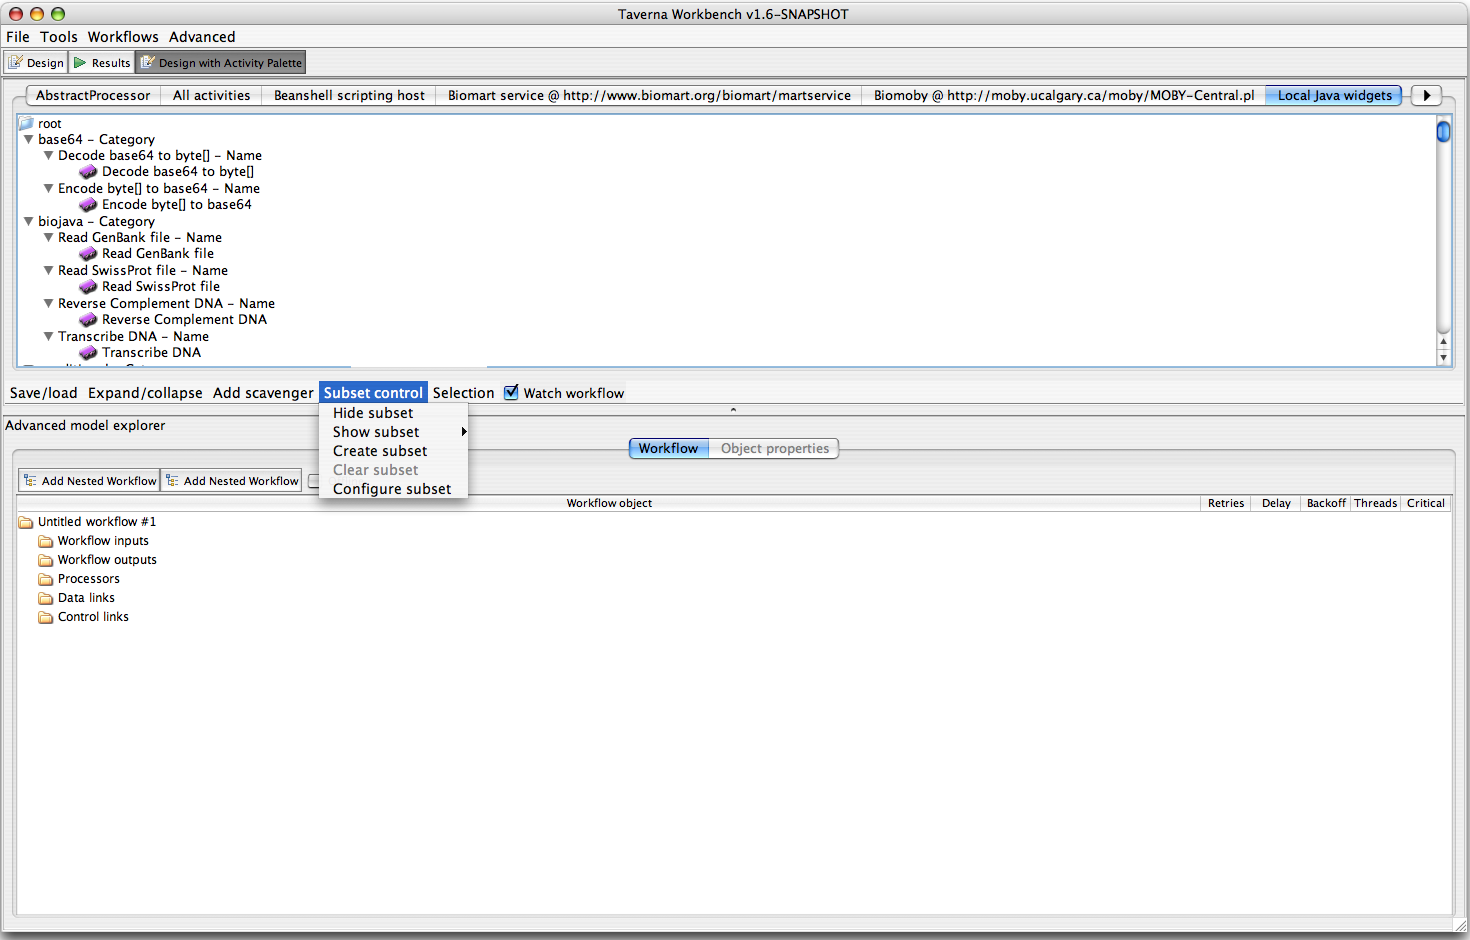 Taverna Workbench v1.6-SNAPSHOT
File Tools Workflows Advanced
Design Results Design with Activity Palette
AbstractProcessor All activities Beanshell scripting host Biomart service @ http://www.biomart.org/biomart/martservice Biomoby @ http://moby.ucalgary.ca/moby/MOBY-Central.pl Local Java widgets
root
base64 - Category
Decode base64 to byte[] - Name
Decode base64 to byte[]
Encode byte[] to base64 - Name
Encode byte[] to base64
biojava - Category
Read GenBank file - Name
Read GenBank file
Read SwissProt file - Name
Read SwissProt file
Reverse Complement DNA - Name
Reverse Complement DNA
Transcribe DNA - Name
Transcribe DNA
Save/load Expand/collapse Add scavenger Subset control Selection Watch workflow
Hide subset
Show subset
Create subset
Clear subset
Configure subset
Advanced model explorer
Workflow Object properties
Add Nested Workflow Add Nested Workflow
Workflow object Retries Delay Backoff Threads Critical
Untitled workflow #1
Workflow inputs
Workflow outputs
Processors
Data links
Control links